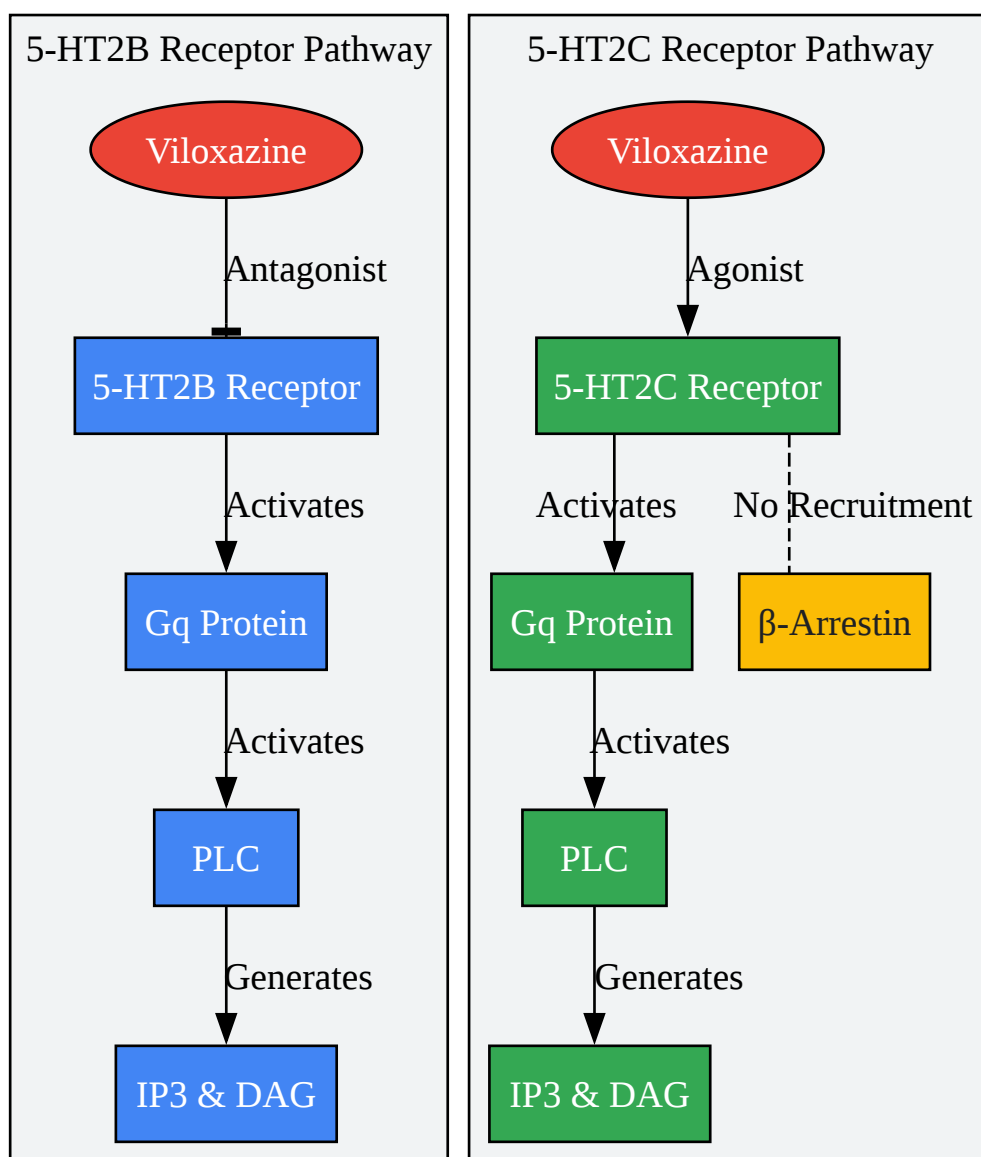 5-HT2B Receptor Pathway
Viloxazine
Antagonist
5-HT2B Receptor
Activates
Gq Protein
Activates
PLC
Generates
IP3 & DAG
5-HT2C Receptor Pathway
Viloxazine
Agonist
5-HT2C Receptor
Activates
No Recruitment
Gq Protein
β-Arrestin
Activates
PLC
Generates
IP3 & DAG